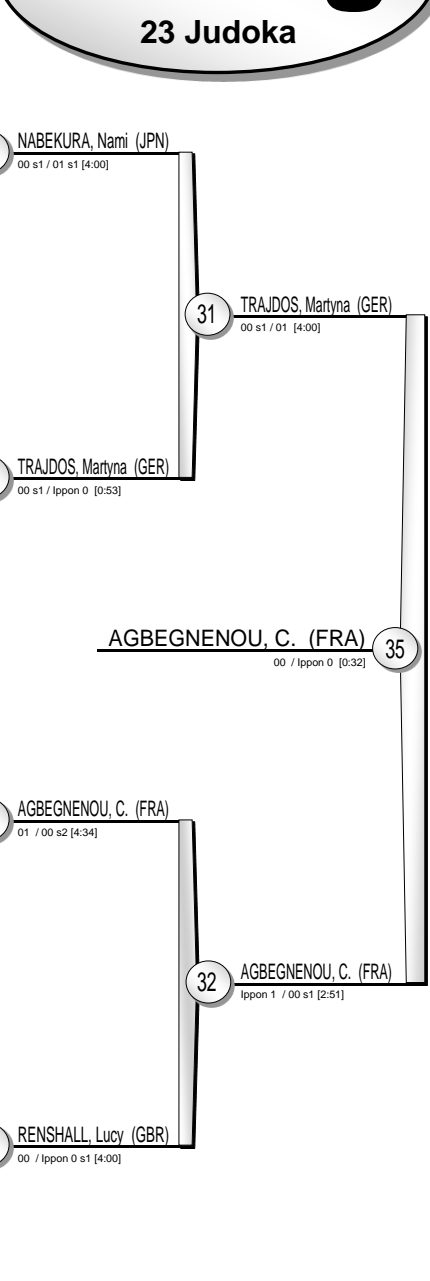 23 Judoka
NABEKURA, Nami (JPN)
00 s1 / 01 s1 [4:00]
31
TRAJDOS, Martyna (GER)
00 s1 / 01 [4:00]
TRAJDOS, Martyna (GER)
00 s1 / Ippon 0 [0:53]
AGBEGNENOU, C. (FRA)
35
00 / Ippon 0 [0:32]
AGBEGNENOU, C. (FRA)
01 / 00 s2 [4:34]
32
AGBEGNENOU, C. (FRA)
Ippon 1 / 00 s1 [2:51]
RENSHALL, Lucy (GBR)
00 / Ippon 0 s1 [4:00]